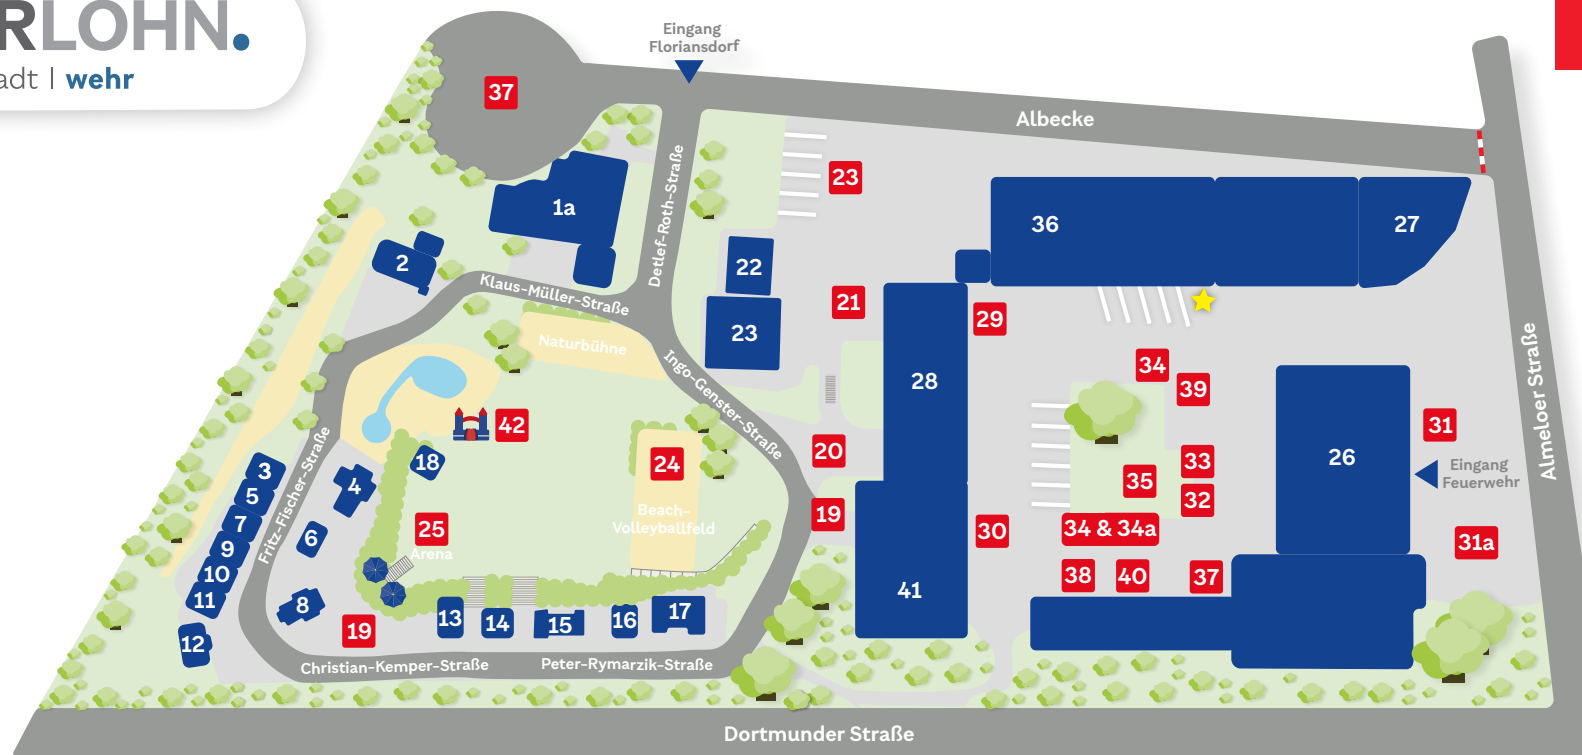 RLOHN.
adt | wehr
Eingang
Floriansdorf
37
Albecke
1a
Detlef-Roth-Straße
23
36
27
2
22
Klaus-Müller-Straße
21
29
23
Naturbühne
Ingo-Genster-Straße
28
34
39
Almeloer Straße
42
31
20
24
18
3
5
4
33
26
Eingang
Feuerwehr
35
32
7
Fritz-Fischer-Straße
6
25
Arena
Beach-
Volleyballfeld
19
30
34 & 34a
31a
9
10
11
38
40
37
41
8
13
14
15
16
17
19
12
Christian-Kemper-Straße
Peter-Rymarzik-Straße
Dortmunder Straße